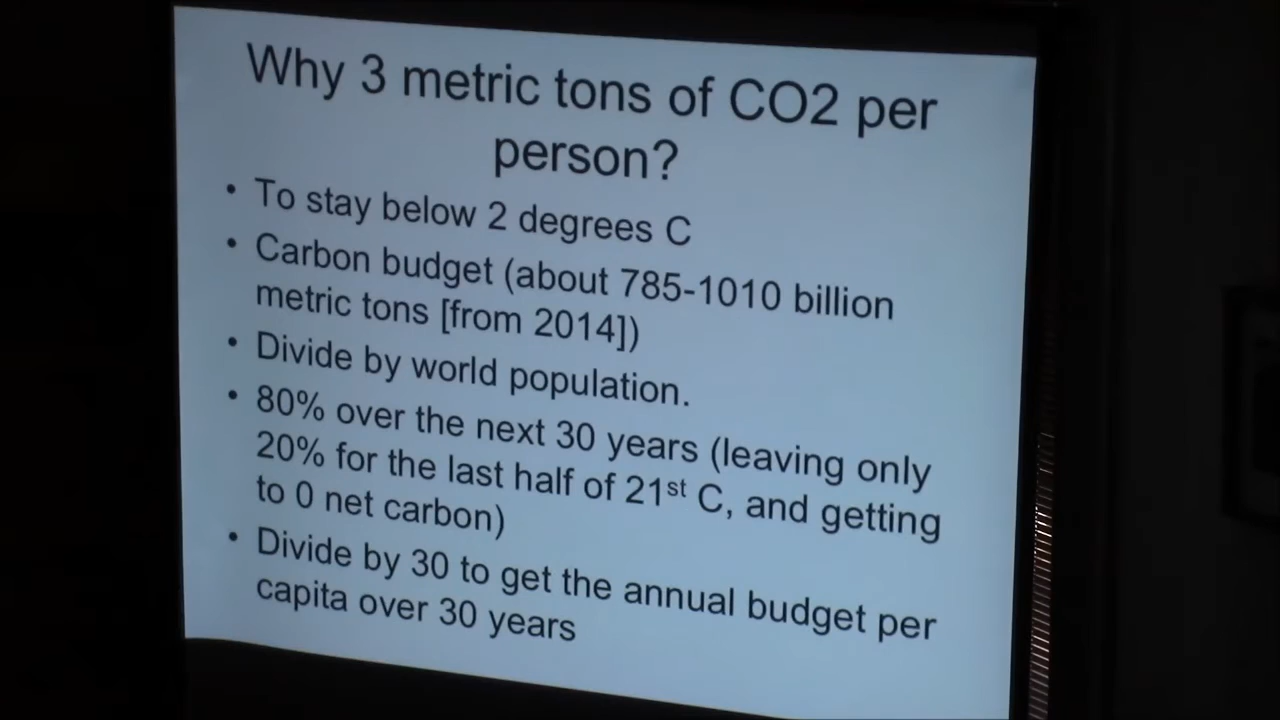 Why 3 metric tons of CO2 per
person?
• To stay below 2 degrees C
• Carbon budget (about 785-1010 billion
metric tons [from 2014])
• Divide by world population.
• 80% over the next 30 years (leaving only
20% for the last half of 21st C, and getting
to 0 net carbon)
• Divide by 30 to get the annual budget per
capita over 30 years